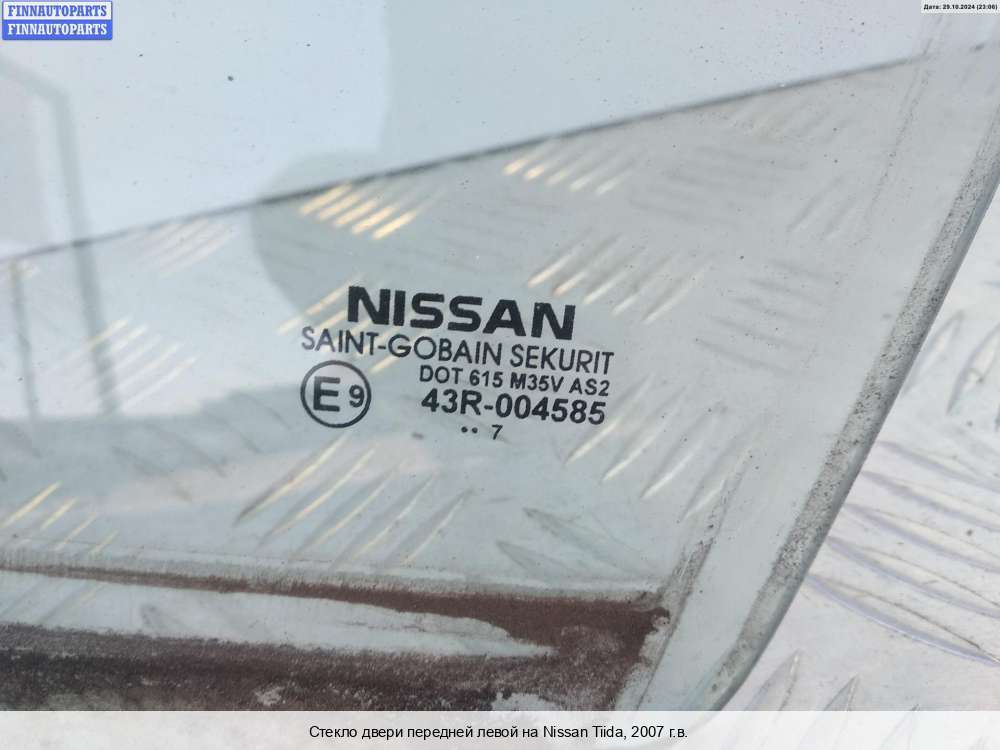 FINNAUTOPARTS
FINNAUTOPARTS
Дата: 29.10.2024 (23:06)
NISSAN
SAINT-GOBAIN SEKURIT
DOT 615 M35V AS2
E9
43R-004585
•• 7
Стекло двери передней левой на Nissan Tiida, 2007 г.в.